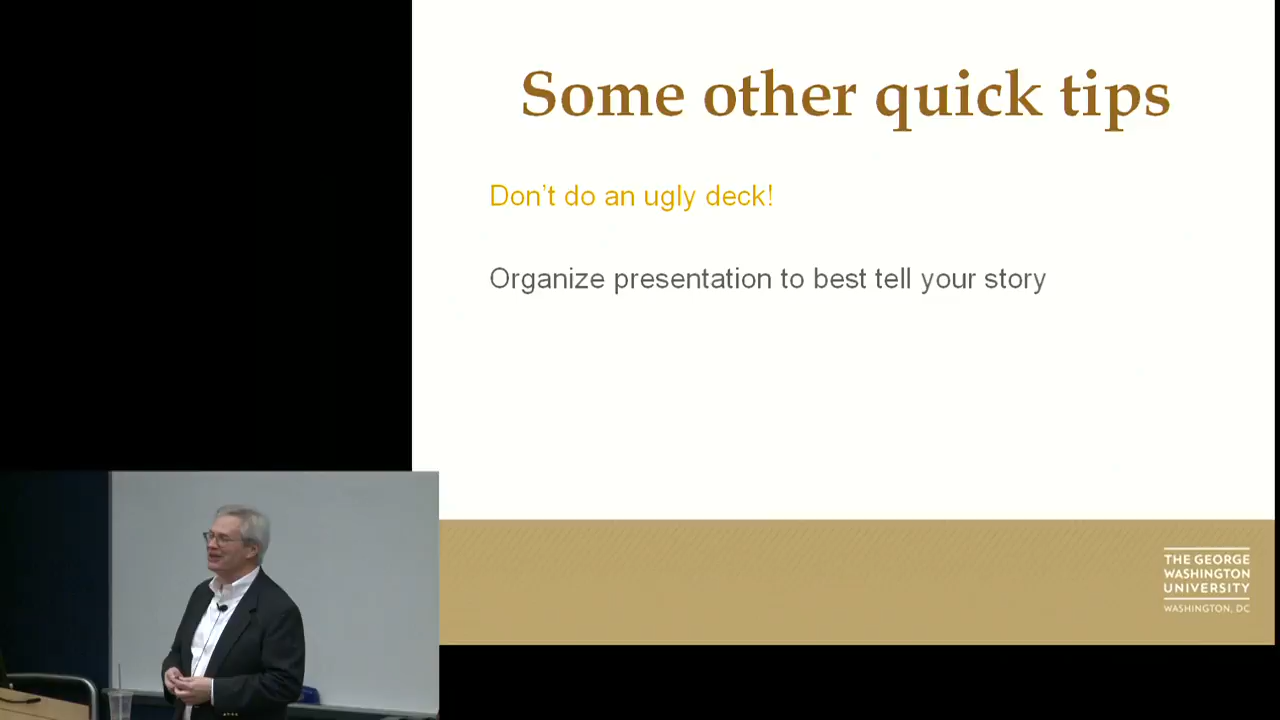 Some other quick tips
Don't do an ugly deck!
Organize presentation to best tell your story
THE GEORGE
WASHINGTON
UNIVERSITY
WASHINGTON, DC